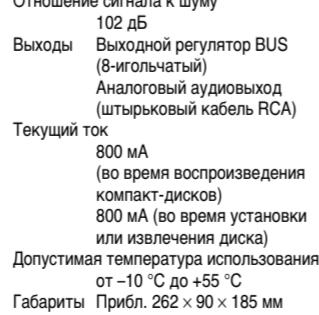 Отношение сигнала к шуму
102 дБ
Выходы Выходной регулятор BUS
(8-игольчатый)
Аналоговый аудиовыход
(штырьковый кабель RCA)
Текущий ток
800 мА
(во время воспроизведения
компакт-дисков)
800 мА (во время установки
или извлечения диска)
Допустимая температура использования
от –10 °C до +55 °C
Габариты Прибл. 262 × 90 × 185 мм